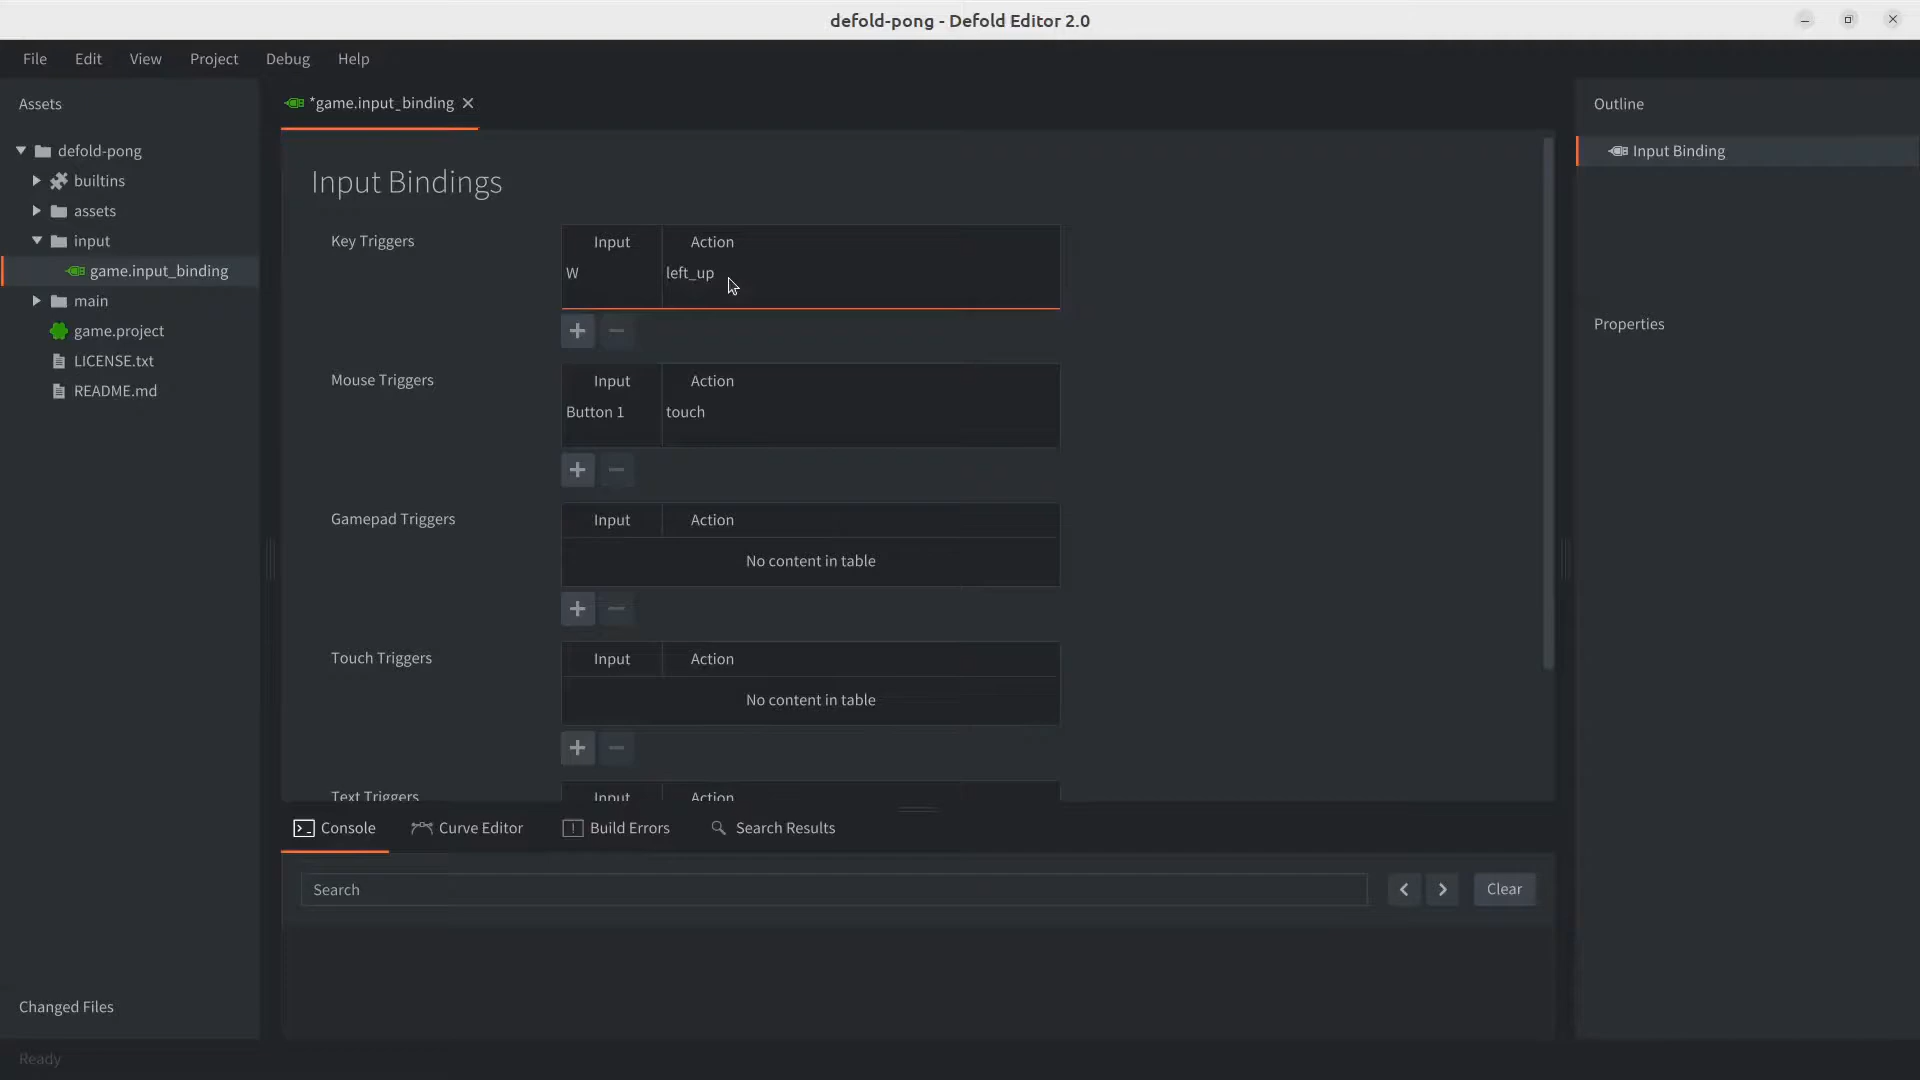 defold-pong - Defold Editor 2.0
File Edit View Project Debug Help
Assets
*game.input_binding
Outline
defold-pong
builtins
assets
input
game.input_binding
main
game.project
LICENSE.txt
README.md
Input Binding
Properties
Input Bindings
Key Triggers
Input Action
W left_up
Mouse Triggers
Input Action
Button 1 touch
Gamepad Triggers
Input Action
No content in table
Touch Triggers
Input Action
No content in table
Text Triggers
Input Action
Console Curve Editor Build Errors Search Results
Search
Clear
Changed Files
Ready